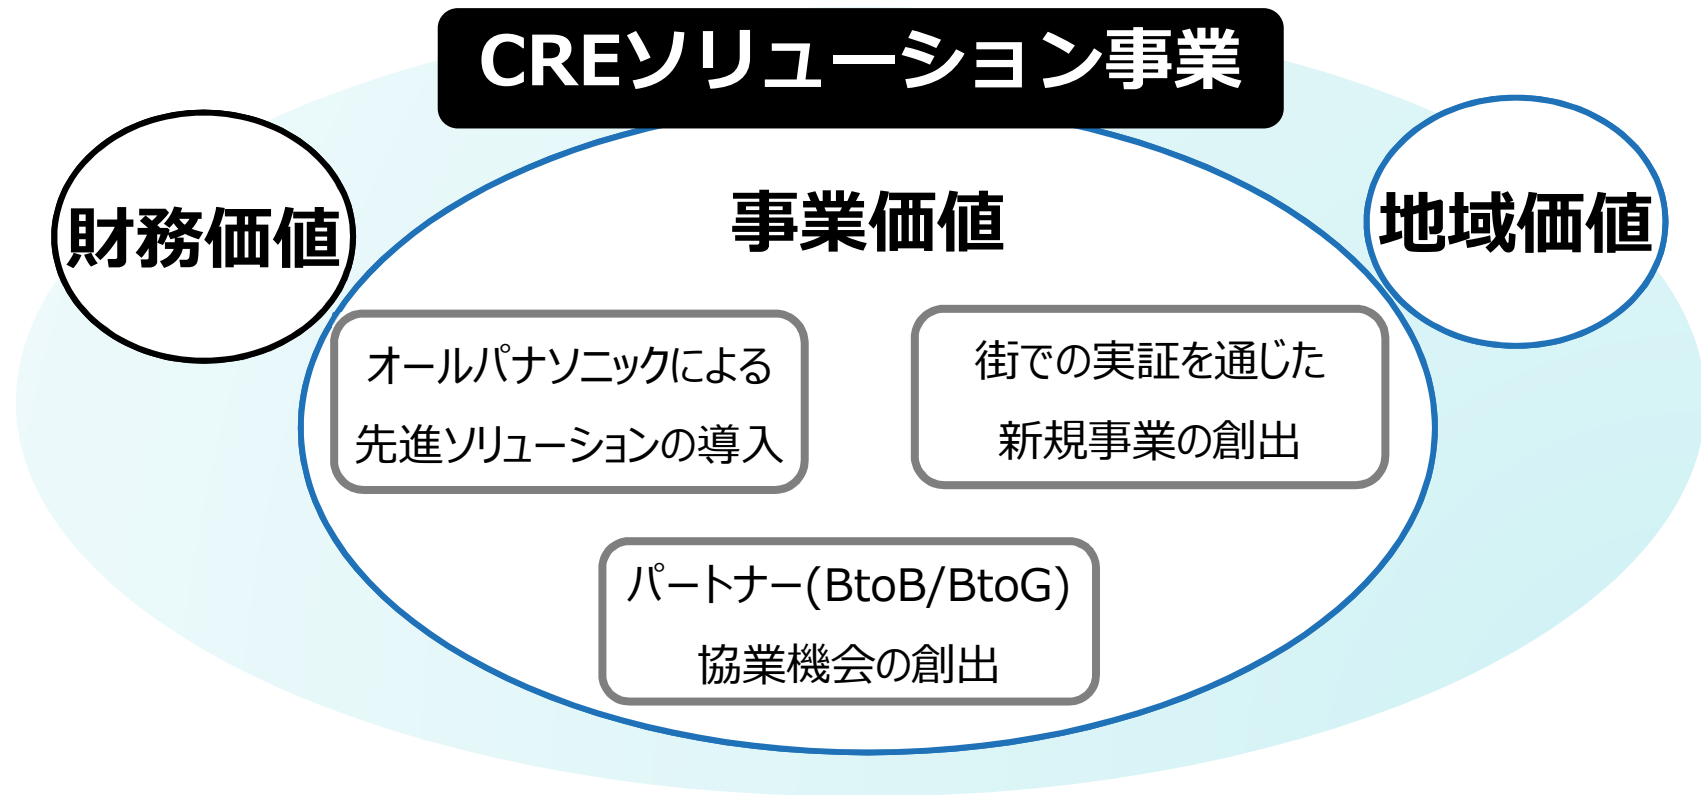 CREソリューション事業
財務価値
事業価値
地域価値
オールパナソニックによる
先進ソリューションの導入
街での実証を通じた
新規事業の創出
パートナー(BtoB/BtoG)
協業機会の創出